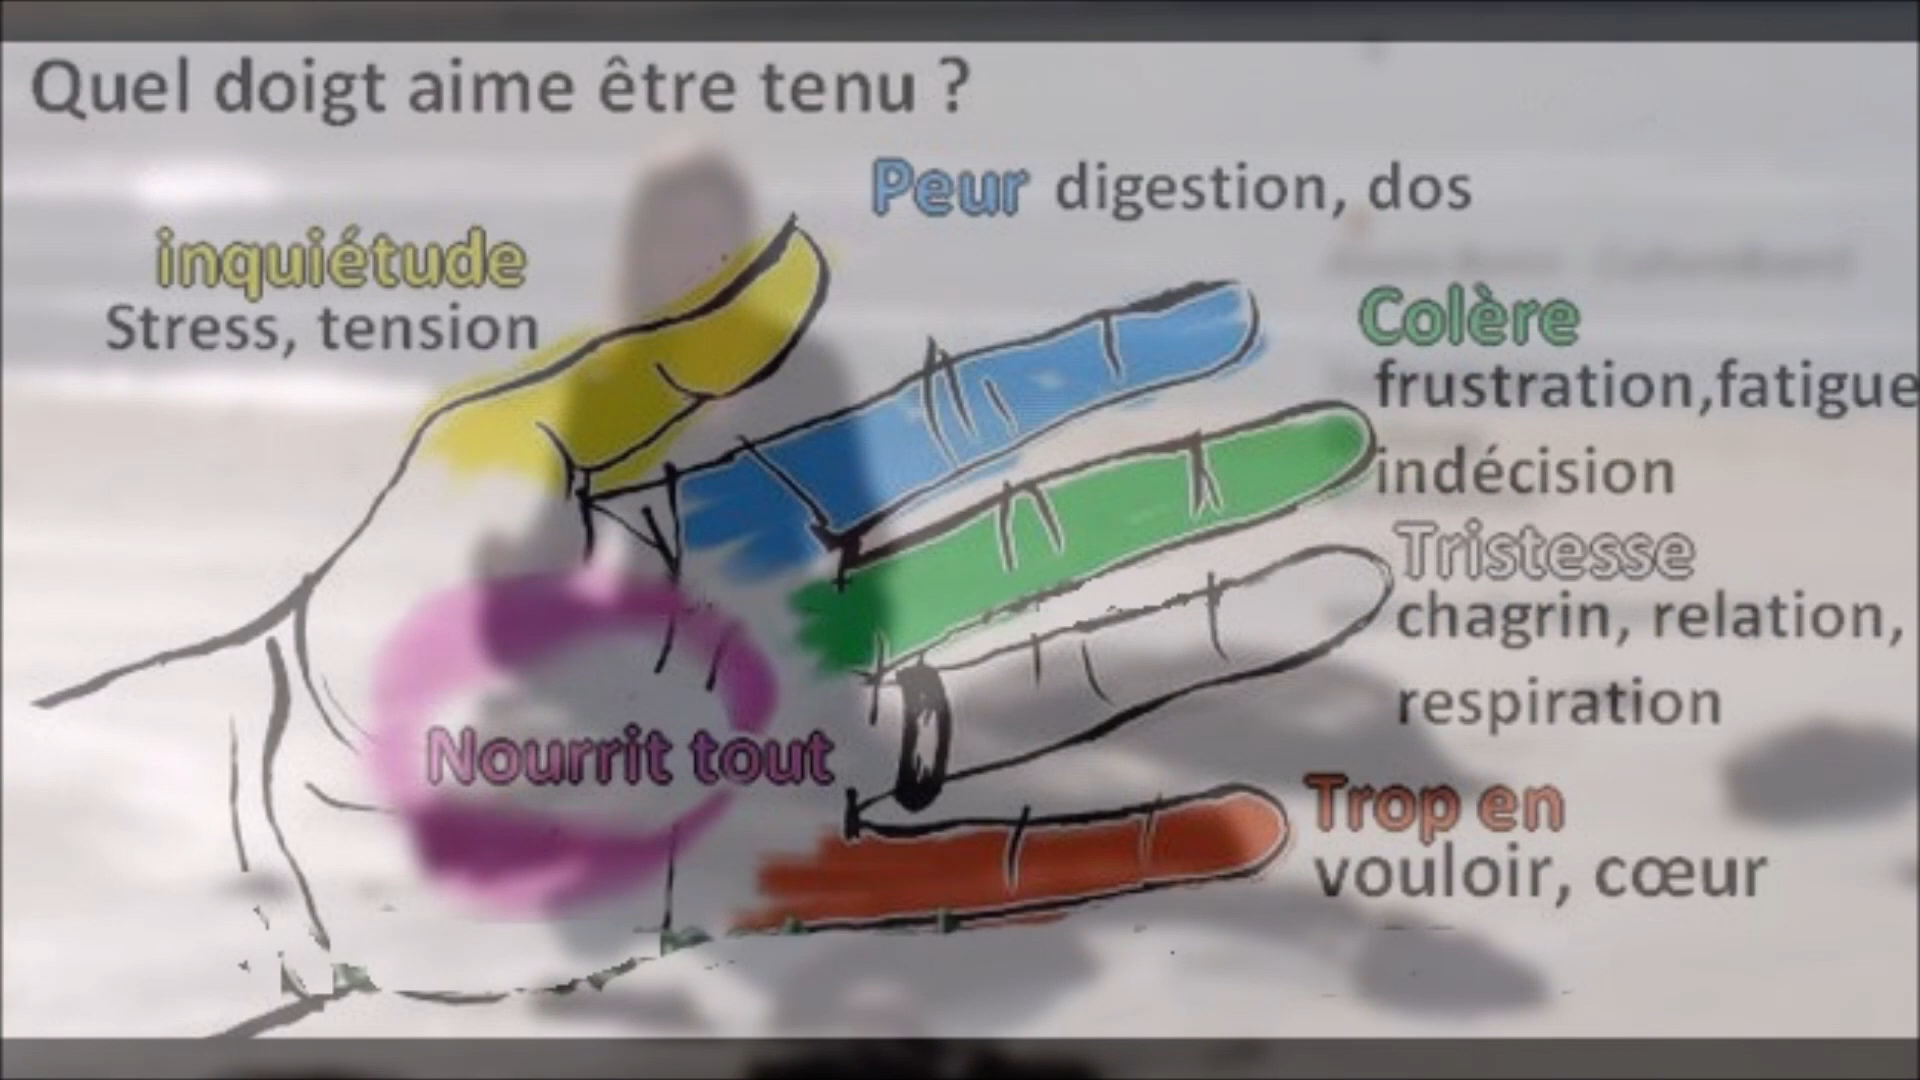 Quel doigt aime être tenu ?
Peur digestion, dos
inquiétude
Stress, tension
Colère
frustration,fatigue
indécision
Tristesse
chagrin, relation,
respiration
Nourrit tout
Trop en
vouloir, cœur